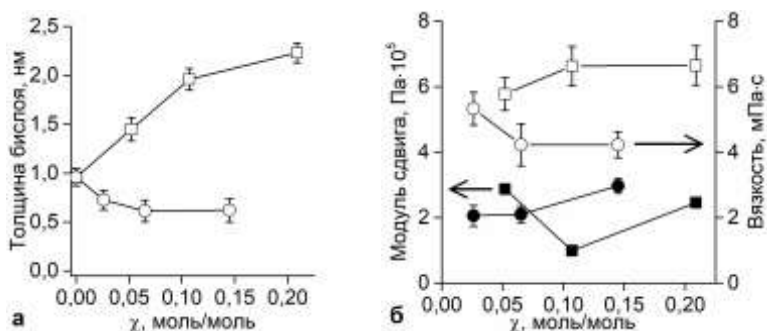 Толщина бислоя, нм
2,5
2,0
1,5
1,0
0,5
0,0
0,00 0,05 0,10 0,15 0,20
χ, моль/моль
а
Модуль сдвига, Па·10⁵
8
6
4
2
0
0,00 0,05 0,10 0,15 0,20
χ, моль/моль
б
8
6
4
2
0
Вязкость, мПа·с